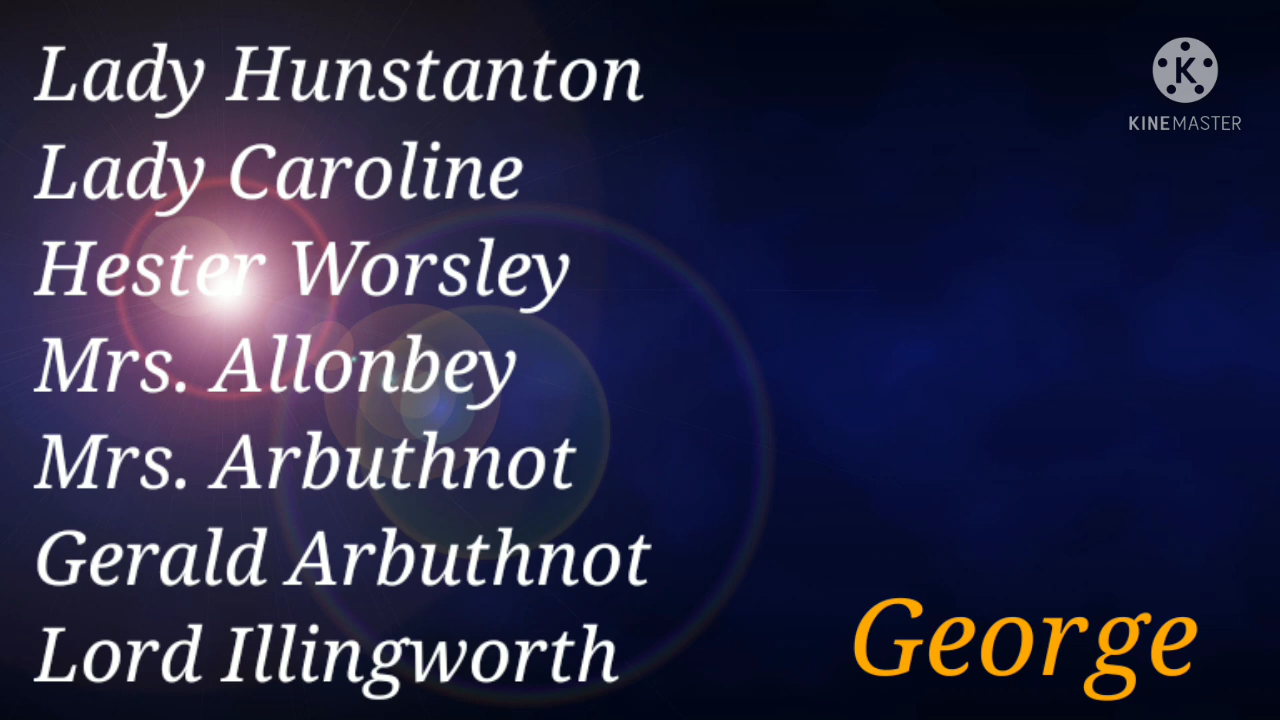 Lady Hunstanton
Lady Caroline
Hester Worsley
Mrs. Allonbey
Mrs. Arbuthnot
Gerald Arbuthnot
Lord Illingworth
George
K
KINEMASTER